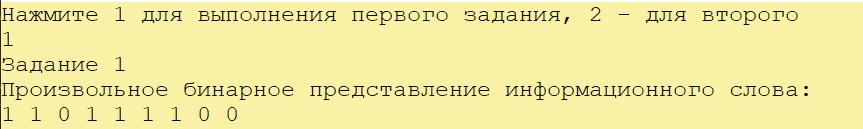 Нажмите 1 для выполнения первого задания, 2 - для второго
1
Задание 1
Произвольное бинарное представление информационного слова:
1 1 0 1 1 1 1 0 0